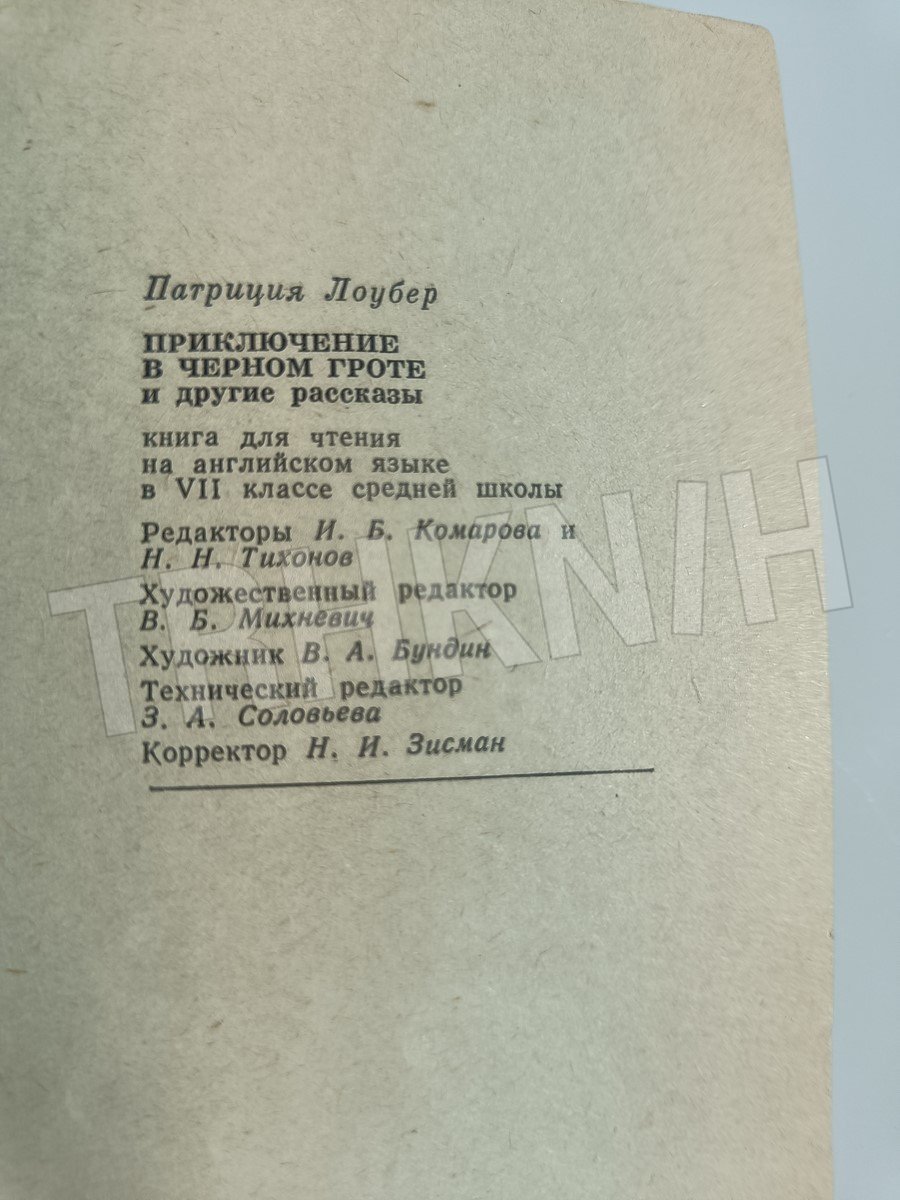 Патриция Лоубер
ПРИКЛЮЧЕНИЕ
В ЧЕРНОМ ГРОТЕ
и другие рассказы
книга для чтения
на английском языке
в VII классе средней школы
Редакторы И. Б. Комарова и
Н. Н. Тихонов
Художественный редактор
В. Б. Михневич
Художник В. А. Бундин
Технический редактор
З. А. Соловьева
Корректор Н. И. Зисман
TRHKN/H